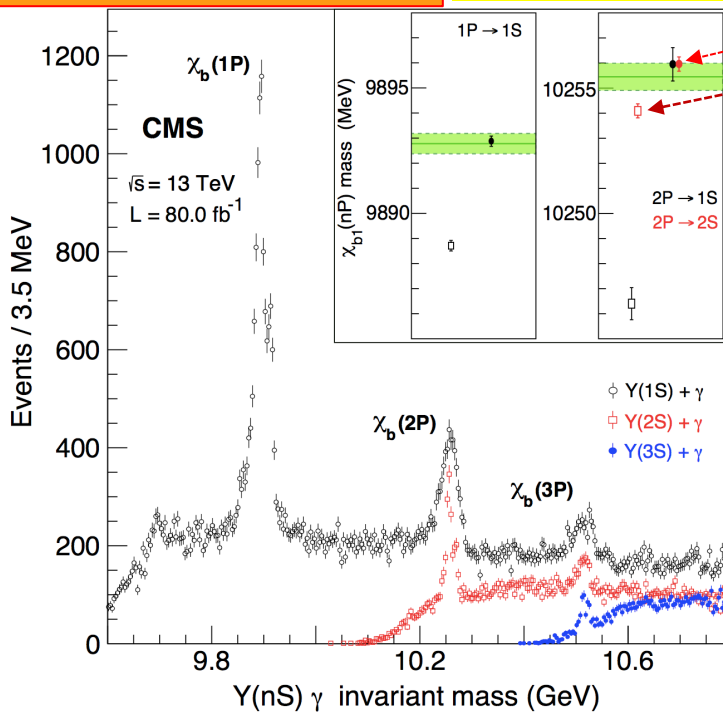 1200
1000
800
600
400
200
0
Events / 3.5 MeV
χb(1P)
CMS
√s = 13 TeV
L = 80.0 fb⁻¹
χb1(nP) mass (MeV)
9895
9890
1P → 1S
10255
10250
2P → 1S
2P → 2S
χb(2P)
χb(3P)
Υ(1S) + γ
Υ(2S) + γ
Υ(3S) + γ
9.8
10.2
10.6
Υ(nS) γ invariant mass (GeV)